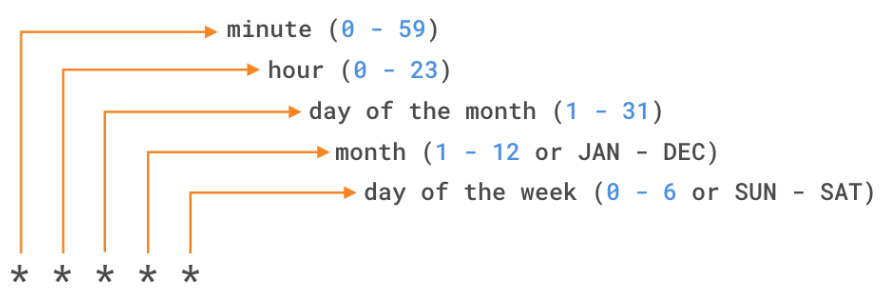 minute (0 - 59)
hour (0 - 23)
day of the month (1 - 31)
month (1 - 12 or JAN - DEC)
day of the week (0 - 6 or SUN - SAT)
* * * * *